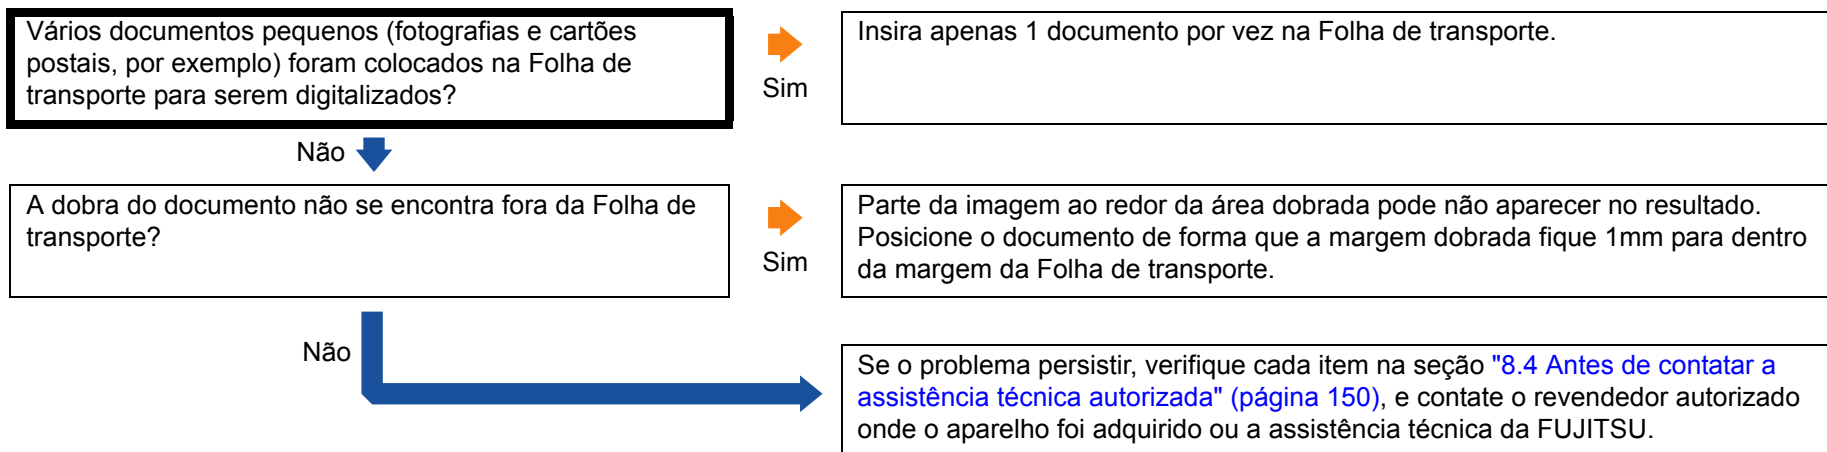 Vários documentos pequenos (fotografias e cartões
postais, por exemplo) foram colocados na Folha de
transporte para serem digitalizados?
Sim
Insira apenas 1 documento por vez na Folha de transporte.
Não
A dobra do documento não se encontra fora da Folha de
transporte?
Sim
Parte da imagem ao redor da área dobrada pode não aparecer no resultado.
Posicione o documento de forma que a margem dobrada fique 1mm para dentro
da margem da Folha de transporte.
Não
Se o problema persistir, verifique cada item na seção "8.4 Antes de contatar a
assistência técnica autorizada" (página 150), e contate o revendedor autorizado
onde o aparelho foi adquirido ou a assistência técnica da FUJITSU.